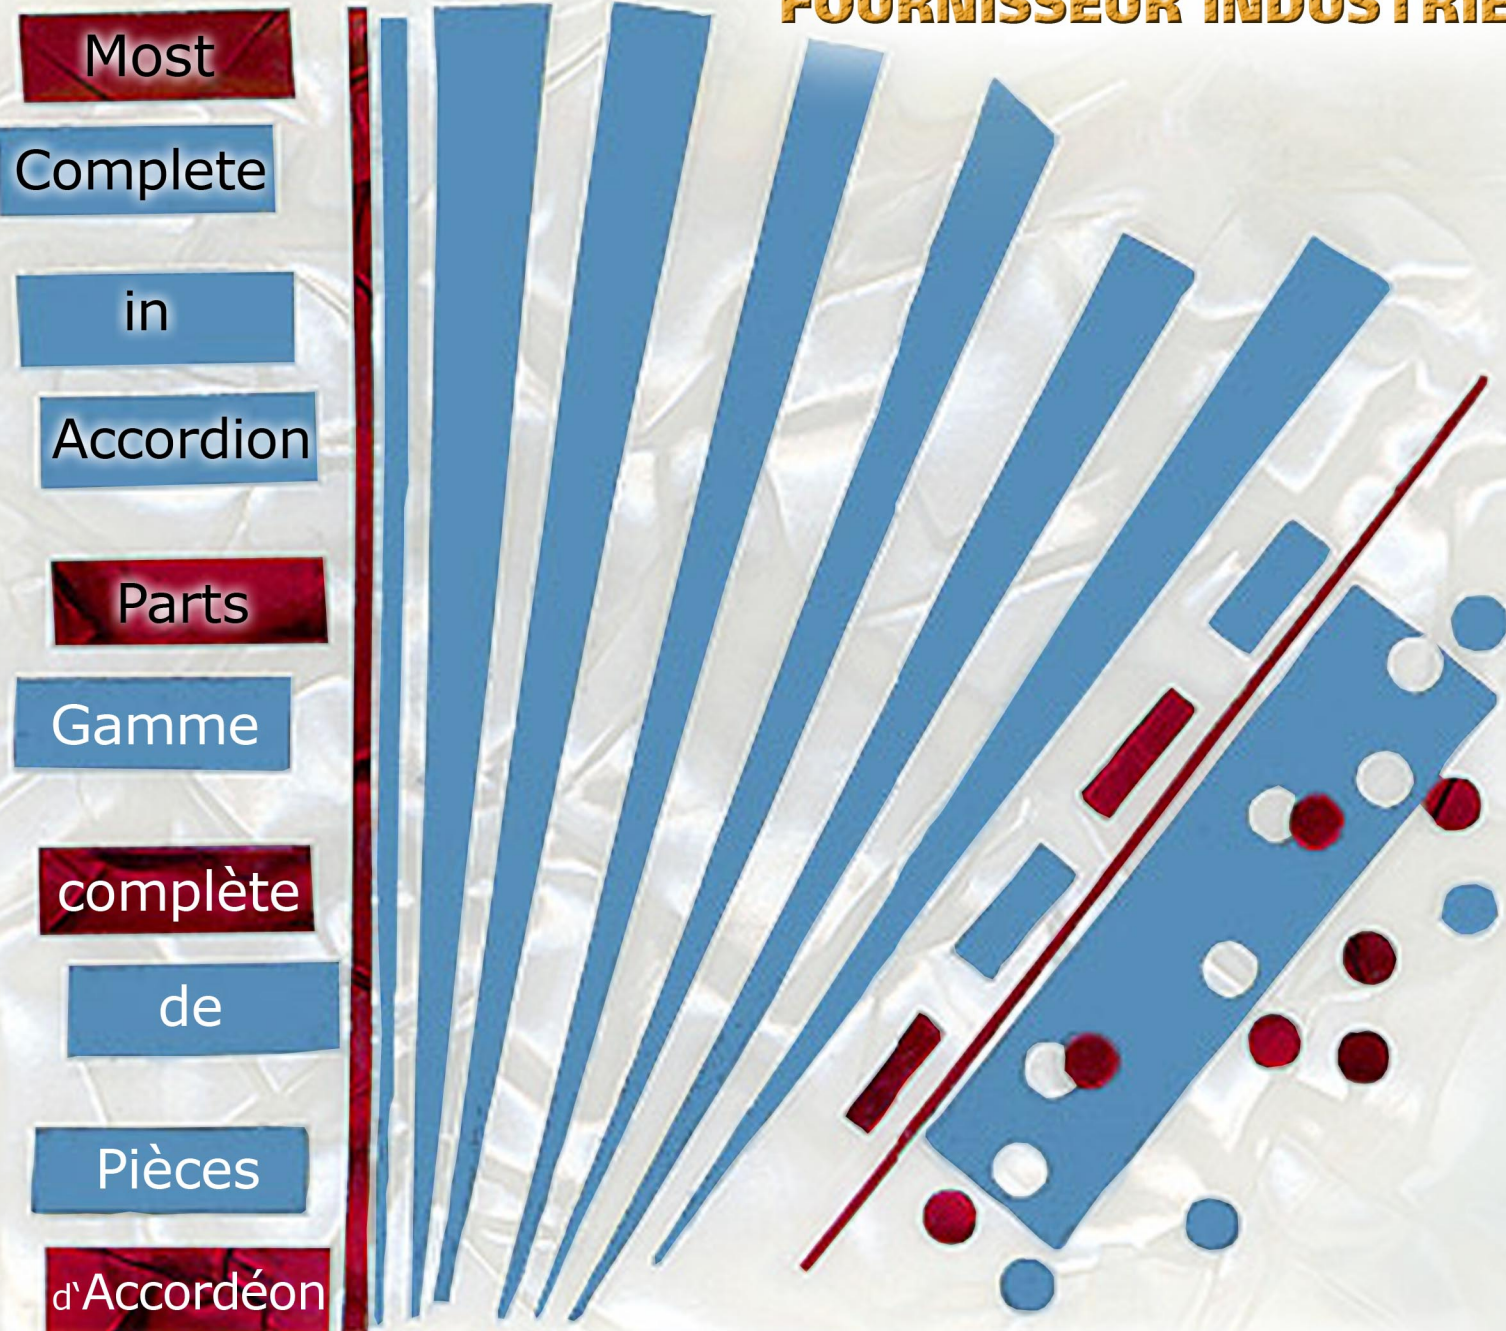 FOURNISSEUR INDUSTRIE
Most
Complete
in
Accordion
Parts
Gamme
complète
de
Pièces
d'Accordéon